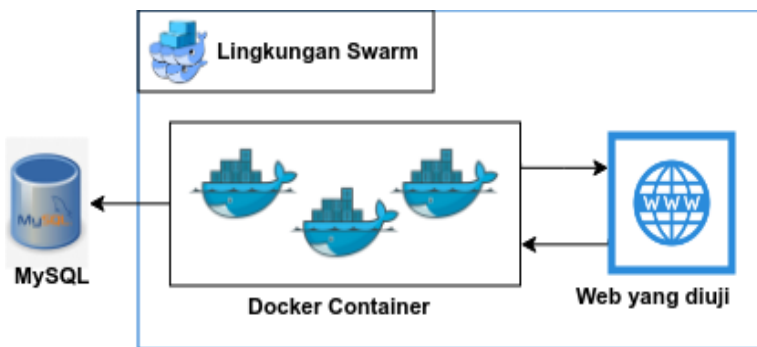 Lingkungan Swarm
MySQL
WWW
MySQL
Docker Container
Web yang diuji